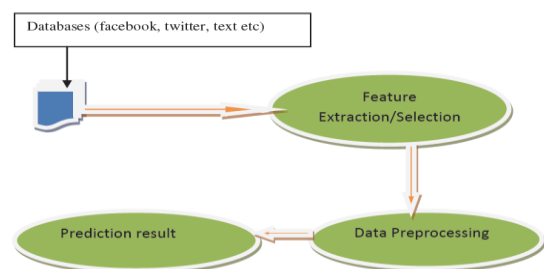 Databases (facebook, twitter, text etc)
Feature
Extraction/Selection
Data Preprocessing
Prediction result